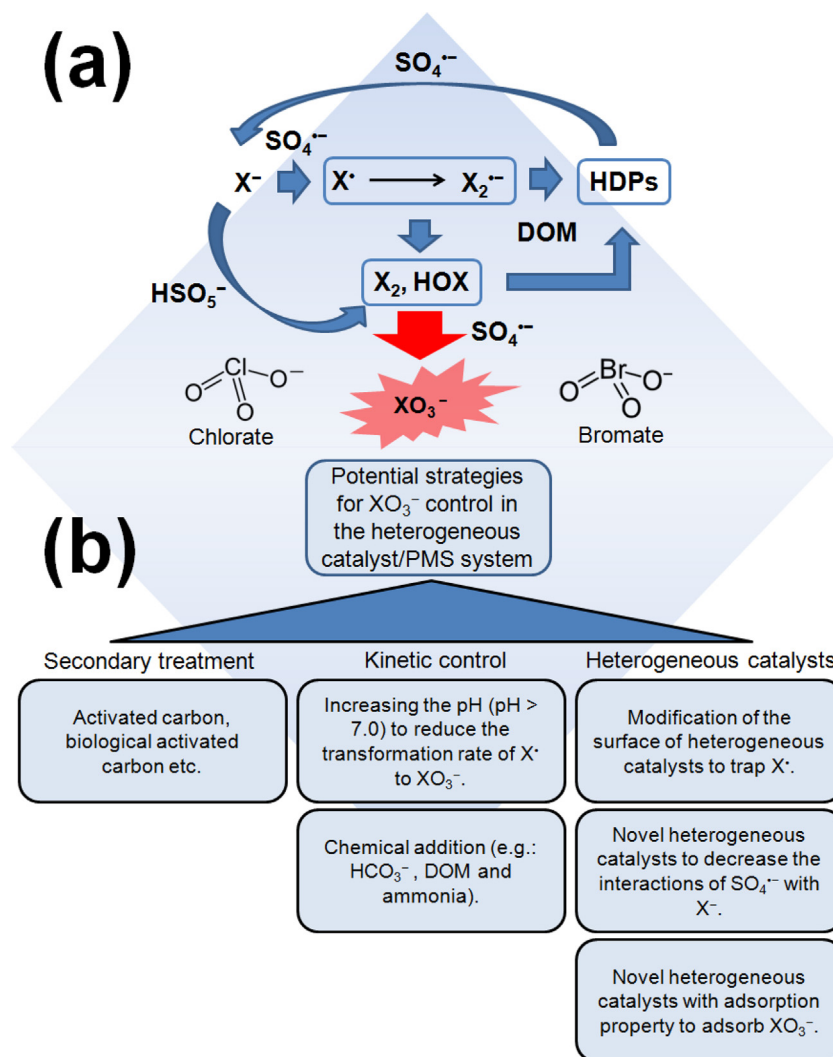 (a)
SO₄•⁻
SO₄•⁻
X⁻
X• ⟶ X₂•⁻
HDPs
DOM
X₂, HOX
HSO₅⁻
SO₄•⁻
Cl
O
O⁻
O
Chlorate
XO₃⁻
Br
O
O⁻
O
Bromate
Potential strategies
for XO₃⁻ control in
the heterogeneous
catalyst/PMS system
(b)
Secondary treatment
Activated carbon,
biological activated
carbon etc.
Kinetic control
Increasing the pH (pH >
7.0) to reduce the
transformation rate of X•
to XO₃⁻.
Chemical addition (e.g.:
HCO₃⁻, DOM and
ammonia).
Heterogeneous catalysts
Modification of the
surface of heterogeneous
catalysts to trap X•.
Novel heterogeneous
catalysts to decrease the
interactions of SO₄•⁻ with
X⁻.
Novel heterogeneous
catalysts with adsorption
property to adsorb XO₃⁻.